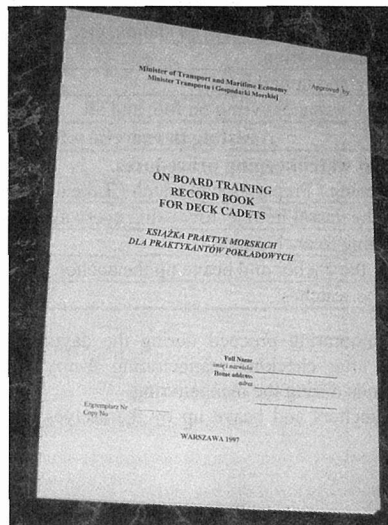 Minister of Transport and Maritime Economy
Minister Transportu i Gospodarki Morskiej
Approved by
ON BOARD TRAINING
RECORD BOOK
FOR DECK CADETS
KSIĄŻKA PRAKTYK MORSKICH
DLA PRAKTYKANTÓW POKŁADOWYCH
Full Name
imię i nazwisko
Home address
adres
Egzemplarz Nr
Copy No
WARSZAWA 1997